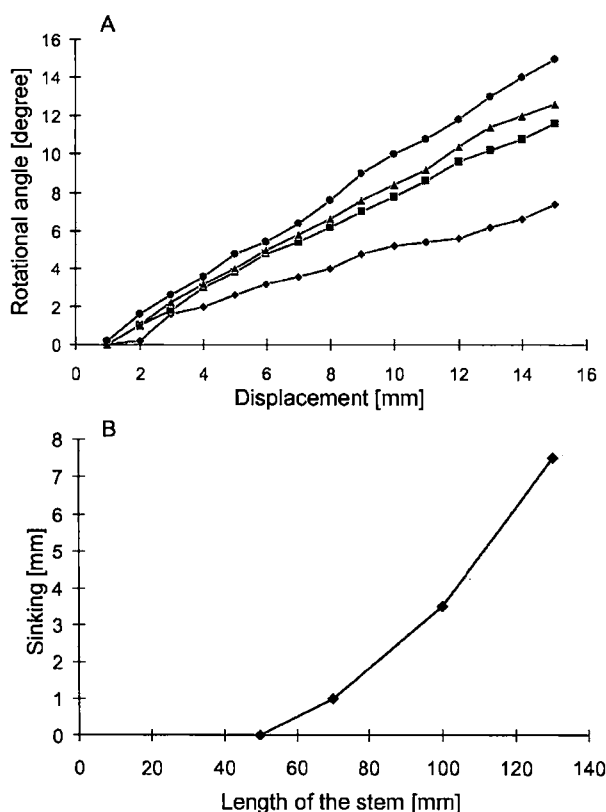 A
Rotational angle [degree]
16
14
12
10
8
6
4
2
0
0 2 4 6 8 10 12 14 16
Displacement [mm]
B
Sinking [mm]
8
7
6
5
4
3
2
1
0
0 20 40 60 80 100 120 140
Length of the stem [mm]